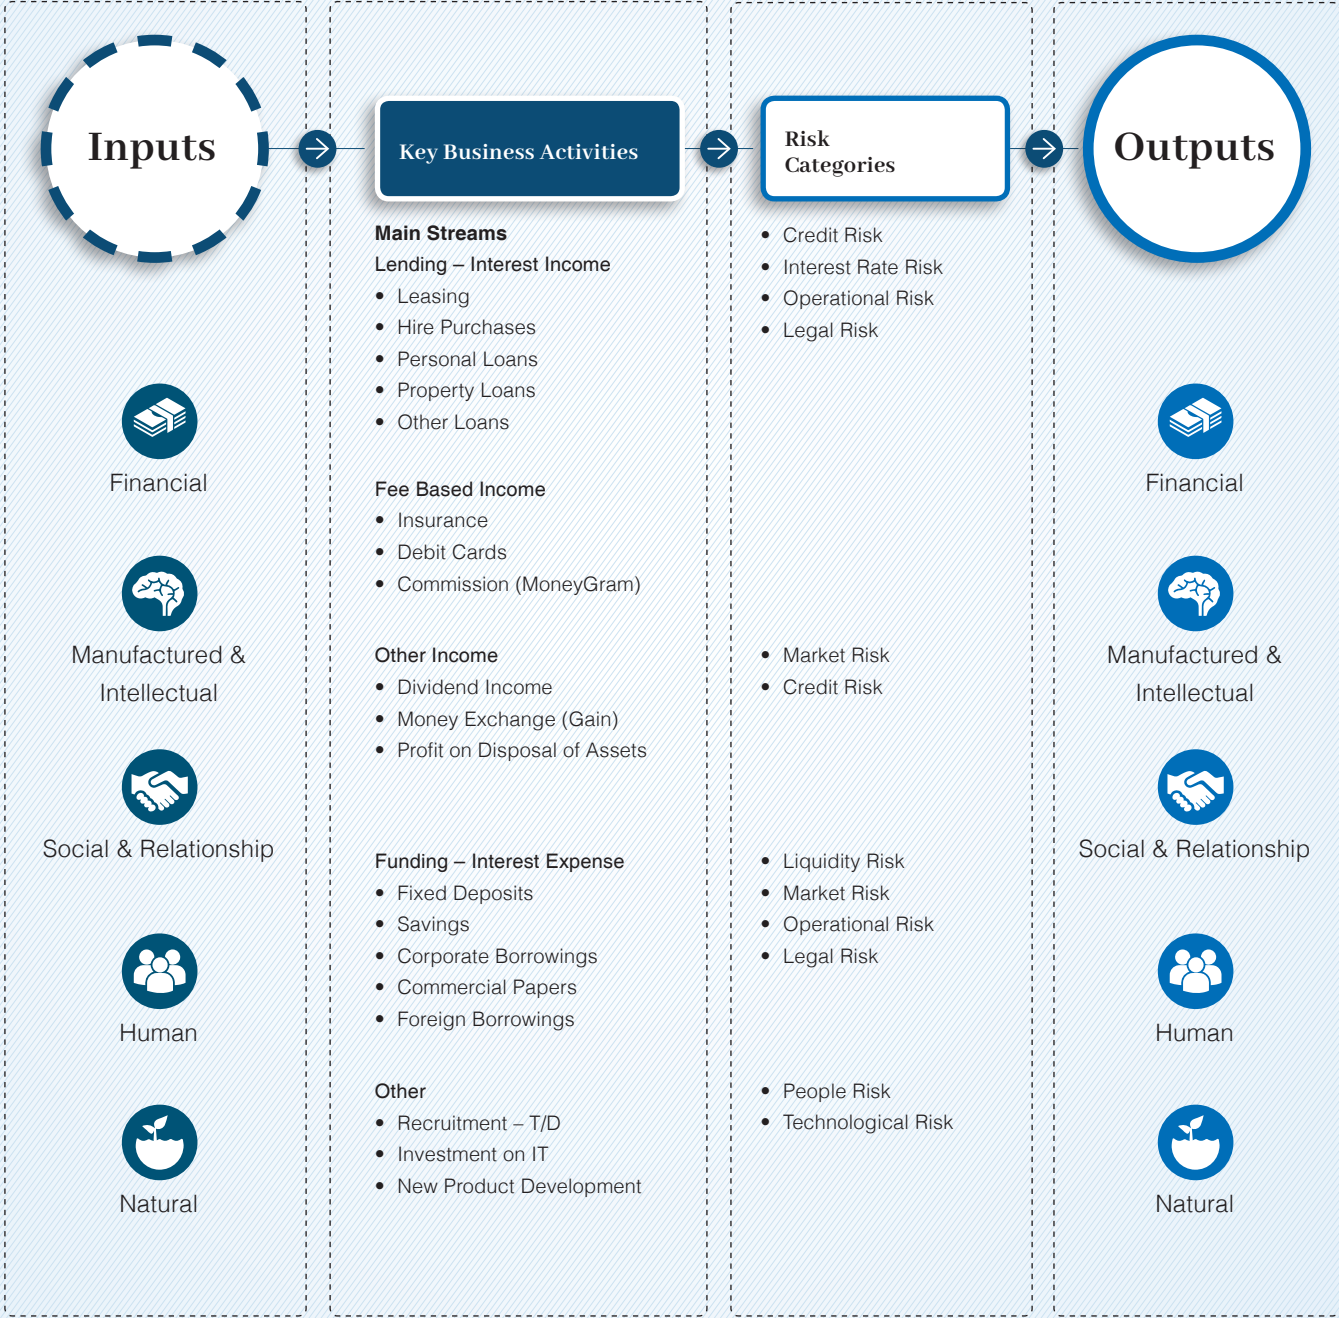 Inputs
Financial
Manufactured &
Intellectual
Social & Relationship
Human
Natural
Key Business Activities
Main Streams
Lending – Interest Income
• Leasing
• Hire Purchases
• Personal Loans
• Property Loans
• Other Loans
Fee Based Income
• Insurance
• Debit Cards
• Commission (MoneyGram)
Other Income
• Dividend Income
• Money Exchange (Gain)
• Profit on Disposal of Assets
Funding – Interest Expense
• Fixed Deposits
• Savings
• Corporate Borrowings
• Commercial Papers
• Foreign Borrowings
Other
• Recruitment – T/D
• Investment on IT
• New Product Development
Risk
Categories
• Credit Risk
• Interest Rate Risk
• Operational Risk
• Legal Risk
• Market Risk
• Credit Risk
• Liquidity Risk
• Market Risk
• Operational Risk
• Legal Risk
• People Risk
• Technological Risk
Outputs
Financial
Manufactured &
Intellectual
Social & Relationship
Human
Natural